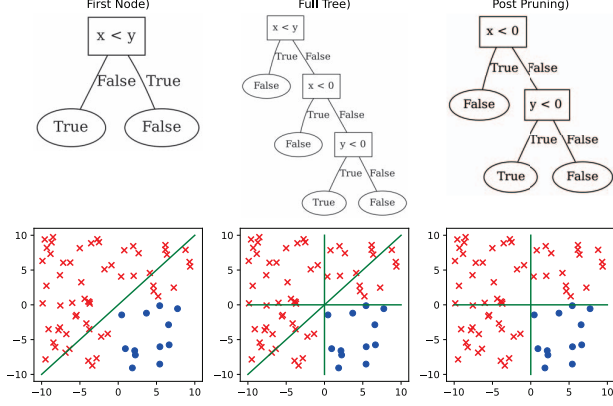 First Node)
Full Tree)
Post Pruning)
x < y
False
True
True
False
x < y
True
False
False
x < 0
True
False
False
y < 0
True
False
True
False
x < 0
True
False
False
y < 0
True
False
True
False
10
5
0
−5
−10
−10
−5
0
5
10
10
5
0
−5
−10
−10
−5
0
5
10
10
5
0
−5
−10
−10
−5
0
5
10